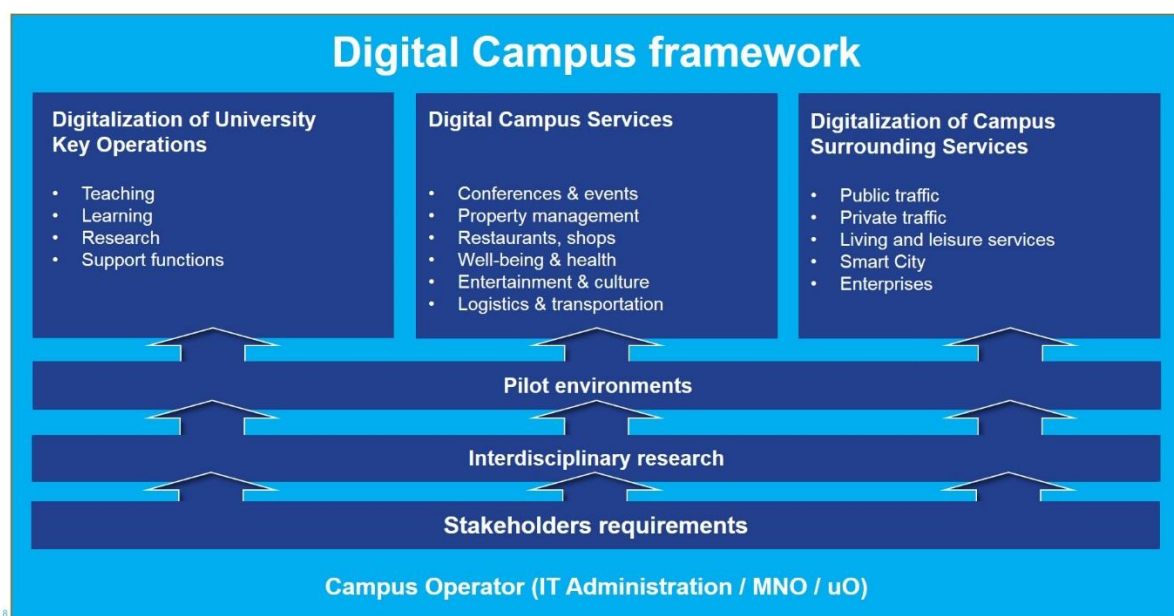 Digital Campus framework
Digitalization of University
Key Operations
• Teaching
• Learning
• Research
• Support functions
Digital Campus Services
• Conferences & events
• Property management
• Restaurants, shops
• Well-being & health
• Entertainment & culture
• Logistics & transportation
Digitalization of Campus
Surrounding Services
• Public traffic
• Private traffic
• Living and leisure services
• Smart City
• Enterprises
Pilot environments
Interdisciplinary research
Stakeholders requirements
Campus Operator (IT Administration / MNO / uO)
8